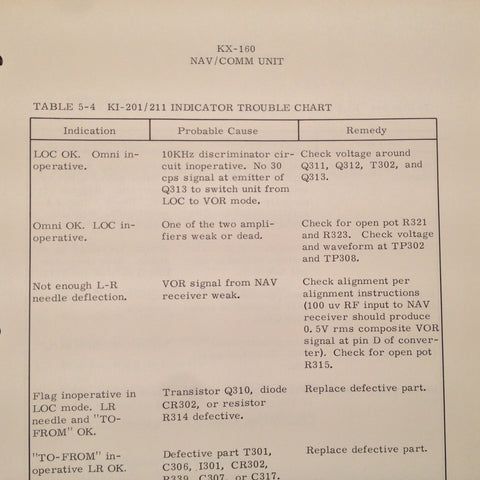 KX-160
NAV/COMM UNIT
TABLE 5-4 KI-201/211 INDICATOR TROUBLE CHART
Indication
Probable Cause
Remedy
LOC OK. Omni in-
operative.
10KHz discriminator cir-
cuit inoperative. No 30
cps signal at emitter of
Q313 to switch unit from
LOC to VOR mode.
Check voltage around
Q311, Q312, T302, and
Q313.
Omni OK. LOC in-
operative.
One of the two ampli-
fiers weak or dead.
Check for open pot R321
and R323. Check voltage
and waveform at TP302
and TP308.
Not enough L-R
needle deflection.
VOR signal from NAV
receiver weak.
Check alignment per
alignment instructions
(100 uv RF input to NAV
receiver should produce
0.5V rms composite VOR
signal at pin D of conver-
ter). Check for open pot
R315.
Flag inoperative in
LOC mode. LR
needle and "TO-
FROM" OK.
Transistor Q310, diode
CR302, or resistor
R314 defective.
Replace defective part.
"TO-FROM" in-
operative LR OK.
Defective part T301,
C306, I301, CR302,
R339, C307, or C317.
Replace defective part.